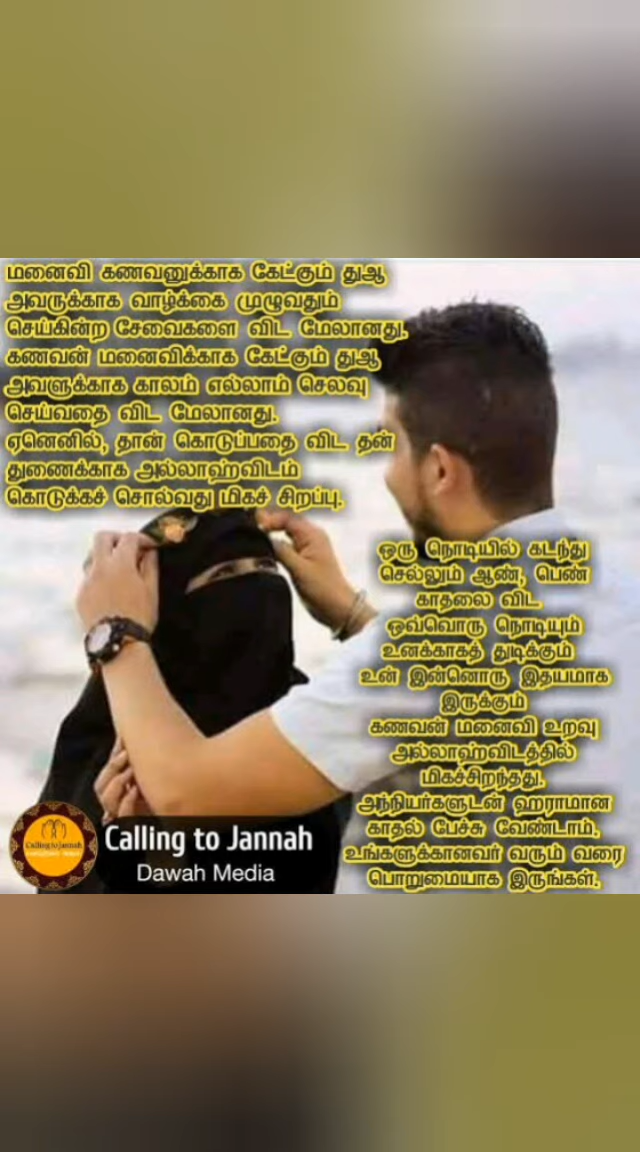 மனைவி கணவனுக்காக கேட்கும் துஆ
அவருக்காக வாழ்க்கை முழுவதும்
செய்கின்ற சேவைகளை விட மேலானது.
கணவன் மனைவிக்காக கேட்கும் துஆ
அவளுக்காக காலம் எல்லாம் செலவு
செய்வதை விட மேலானது.
ஏனெனில், தான் கொடுப்பதை விட தன்
துணைக்காக அல்லாஹ்விடம்
கொடுக்கச் சொல்வது மிகச் சிறப்பு.
ஒரு நொடியில் கடந்து
செல்லும் ஆண், பெண்
காதலை விட
ஒவ்வொரு நொடியும்
உனக்காகத் துடிக்கும்
உன் இன்னொரு இதயமாக
இருக்கும்
கணவன் மனைவி உறவு
அல்லாஹ்விடத்தில்
மிகச்சிறந்தது.
அந்நியர்களுடன் ஹராமான
காதல் பேச்சு வேண்டாம்.
உங்களுக்கானவர் வரும் வரை
பொறுமையாக இருங்கள்.
Calling to Jannah
Calling to Jannah
Dawah Media